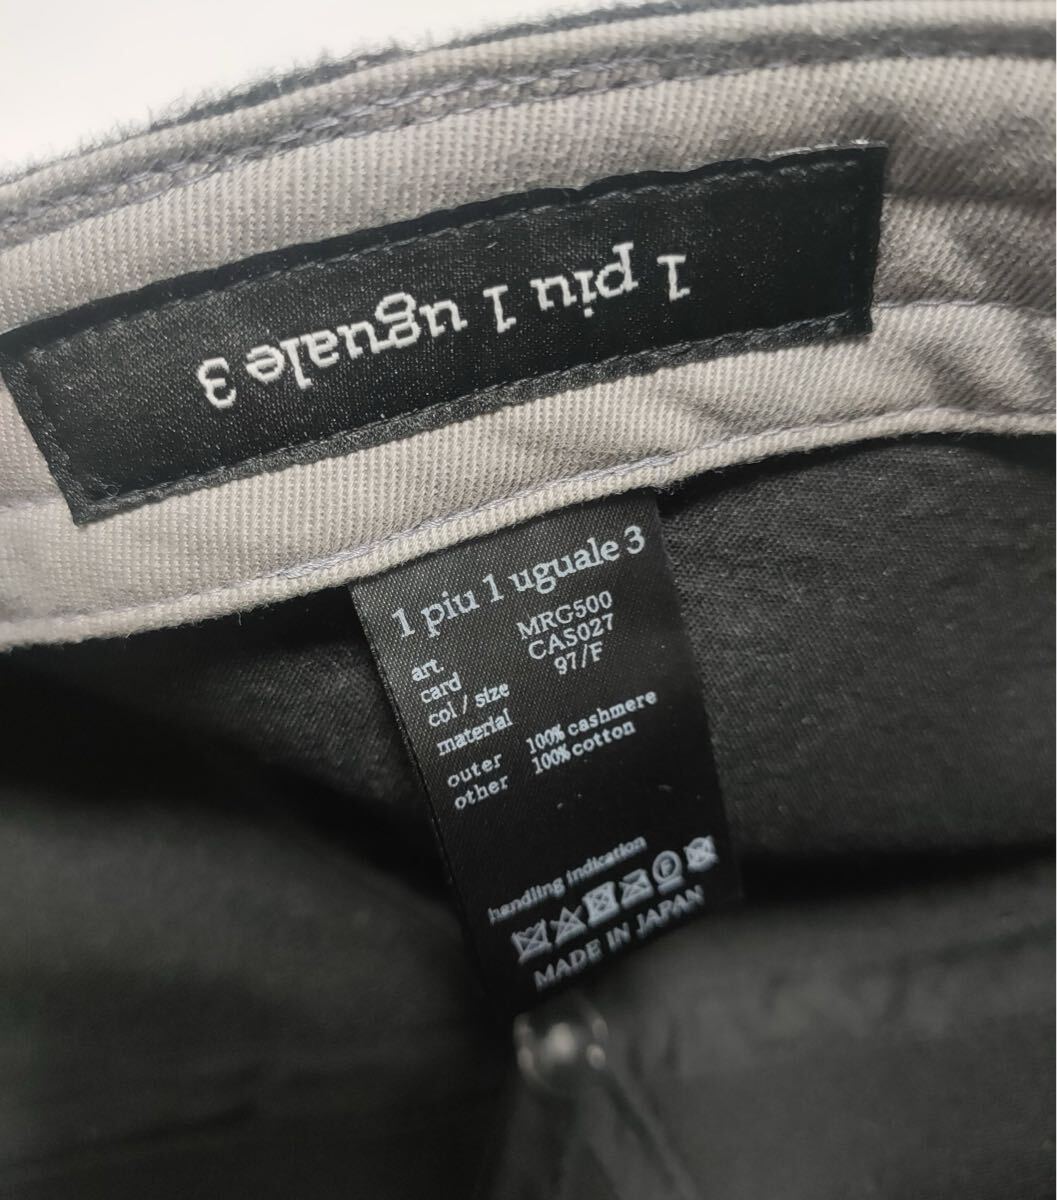 1 piu 1 uguale 3
1 piu 1 uguale 3
art. MRG500
card CAS027
col / size 97/F
material
outer 100% cashmere
other 100% cotton
handling indication
F
MADE IN JAPAN